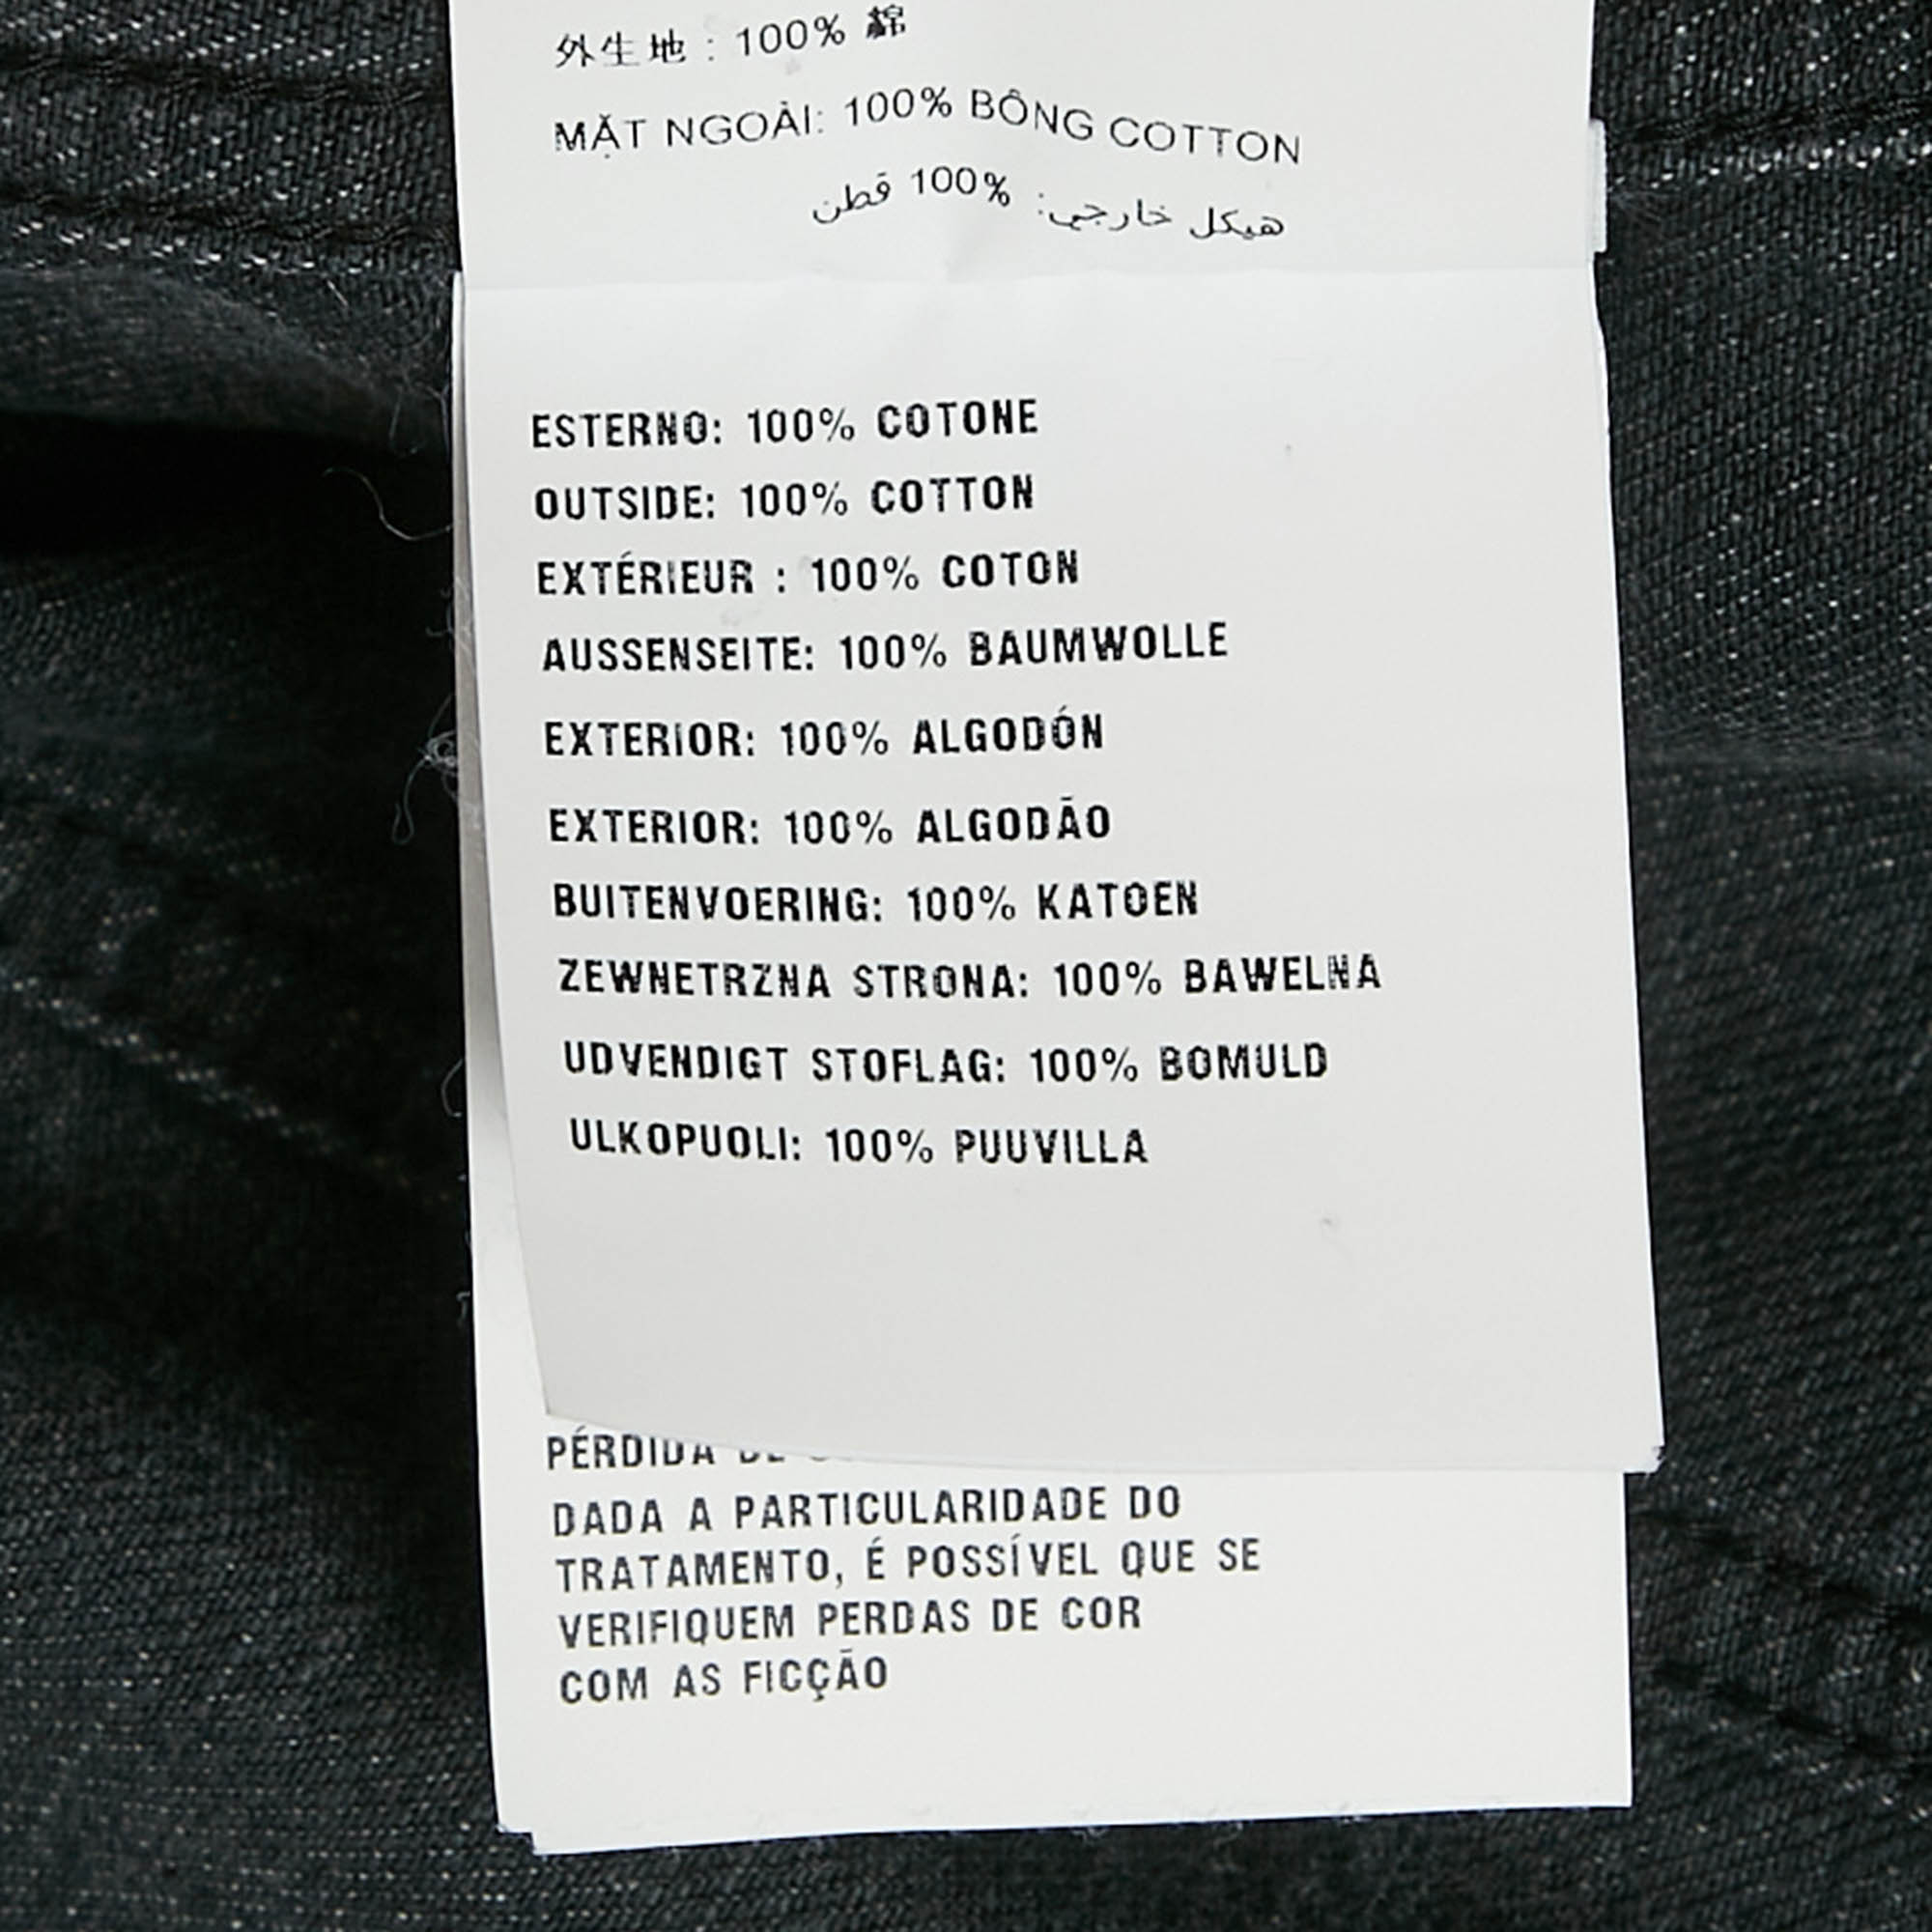 外生地 : 100% 綿
MẶT NGOÀI: 100% BÔNG COTTON
هيكل خارجي: %100 قطن
ESTERNO: 100% COTONE
OUTSIDE: 100% COTTON
EXTÉRIEUR : 100% COTON
AUSSENSEITE: 100% BAUMWOLLE
EXTERIOR: 100% ALGODÓN
EXTERIOR: 100% ALGODÃO
BUITENVOERING: 100% KATOEN
ZEWNETRZNA STRONA: 100% BAWELNA
UDVENDIGT STOFLAG: 100% BOMULD
ULKOPUOLI: 100% PUUVILLA
PÉRDIDA DE
DADA A PARTICULARIDADE DO
TRATAMENTO, É POSSÍVEL QUE SE
VERIFIQUEM PERDAS DE COR
COM AS FICÇÃO